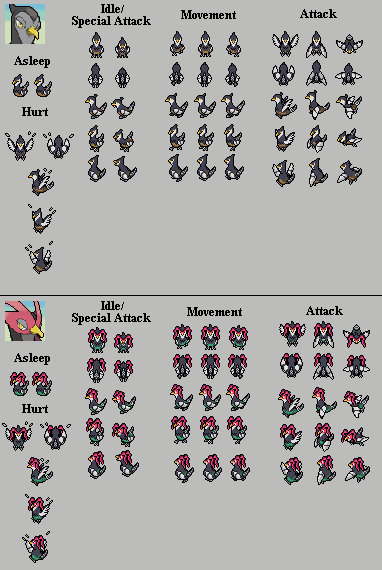 Idle/
Special Attack
Movement
Attack
Asleep
Hurt
Idle/
Special Attack
Movement
Attack
Asleep
Hurt